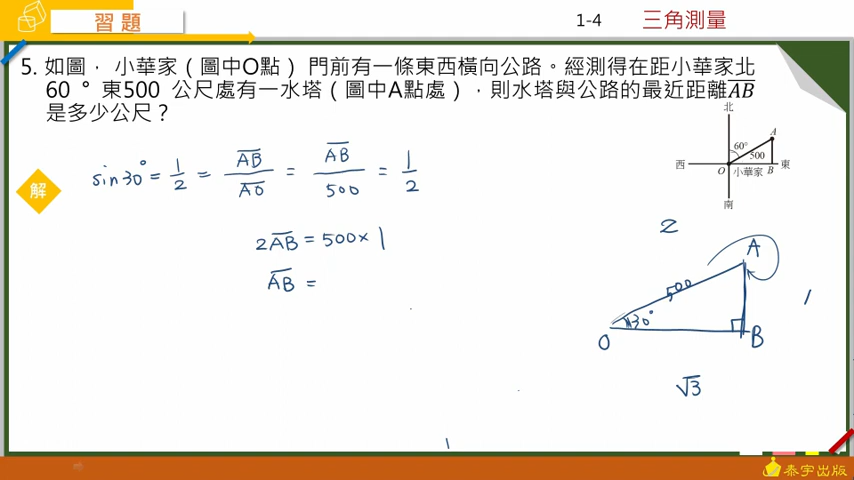 習題
1-4 三角測量
5. 如圖，小華家（圖中O點）門前有一條東西橫向公路。經測得在距小華家北
60°東500 公尺處有一水塔（圖中A點處），則水塔與公路的最近距離AB
是多少公尺？
解
sin30° = 1/2 = AB/AO = AB/500 = 1/2
2AB = 500×1
AB =
北
A
60°
500
西 O 小華家 B 東
南
2
A
500
1
30°
O B
√3
泰宇出版